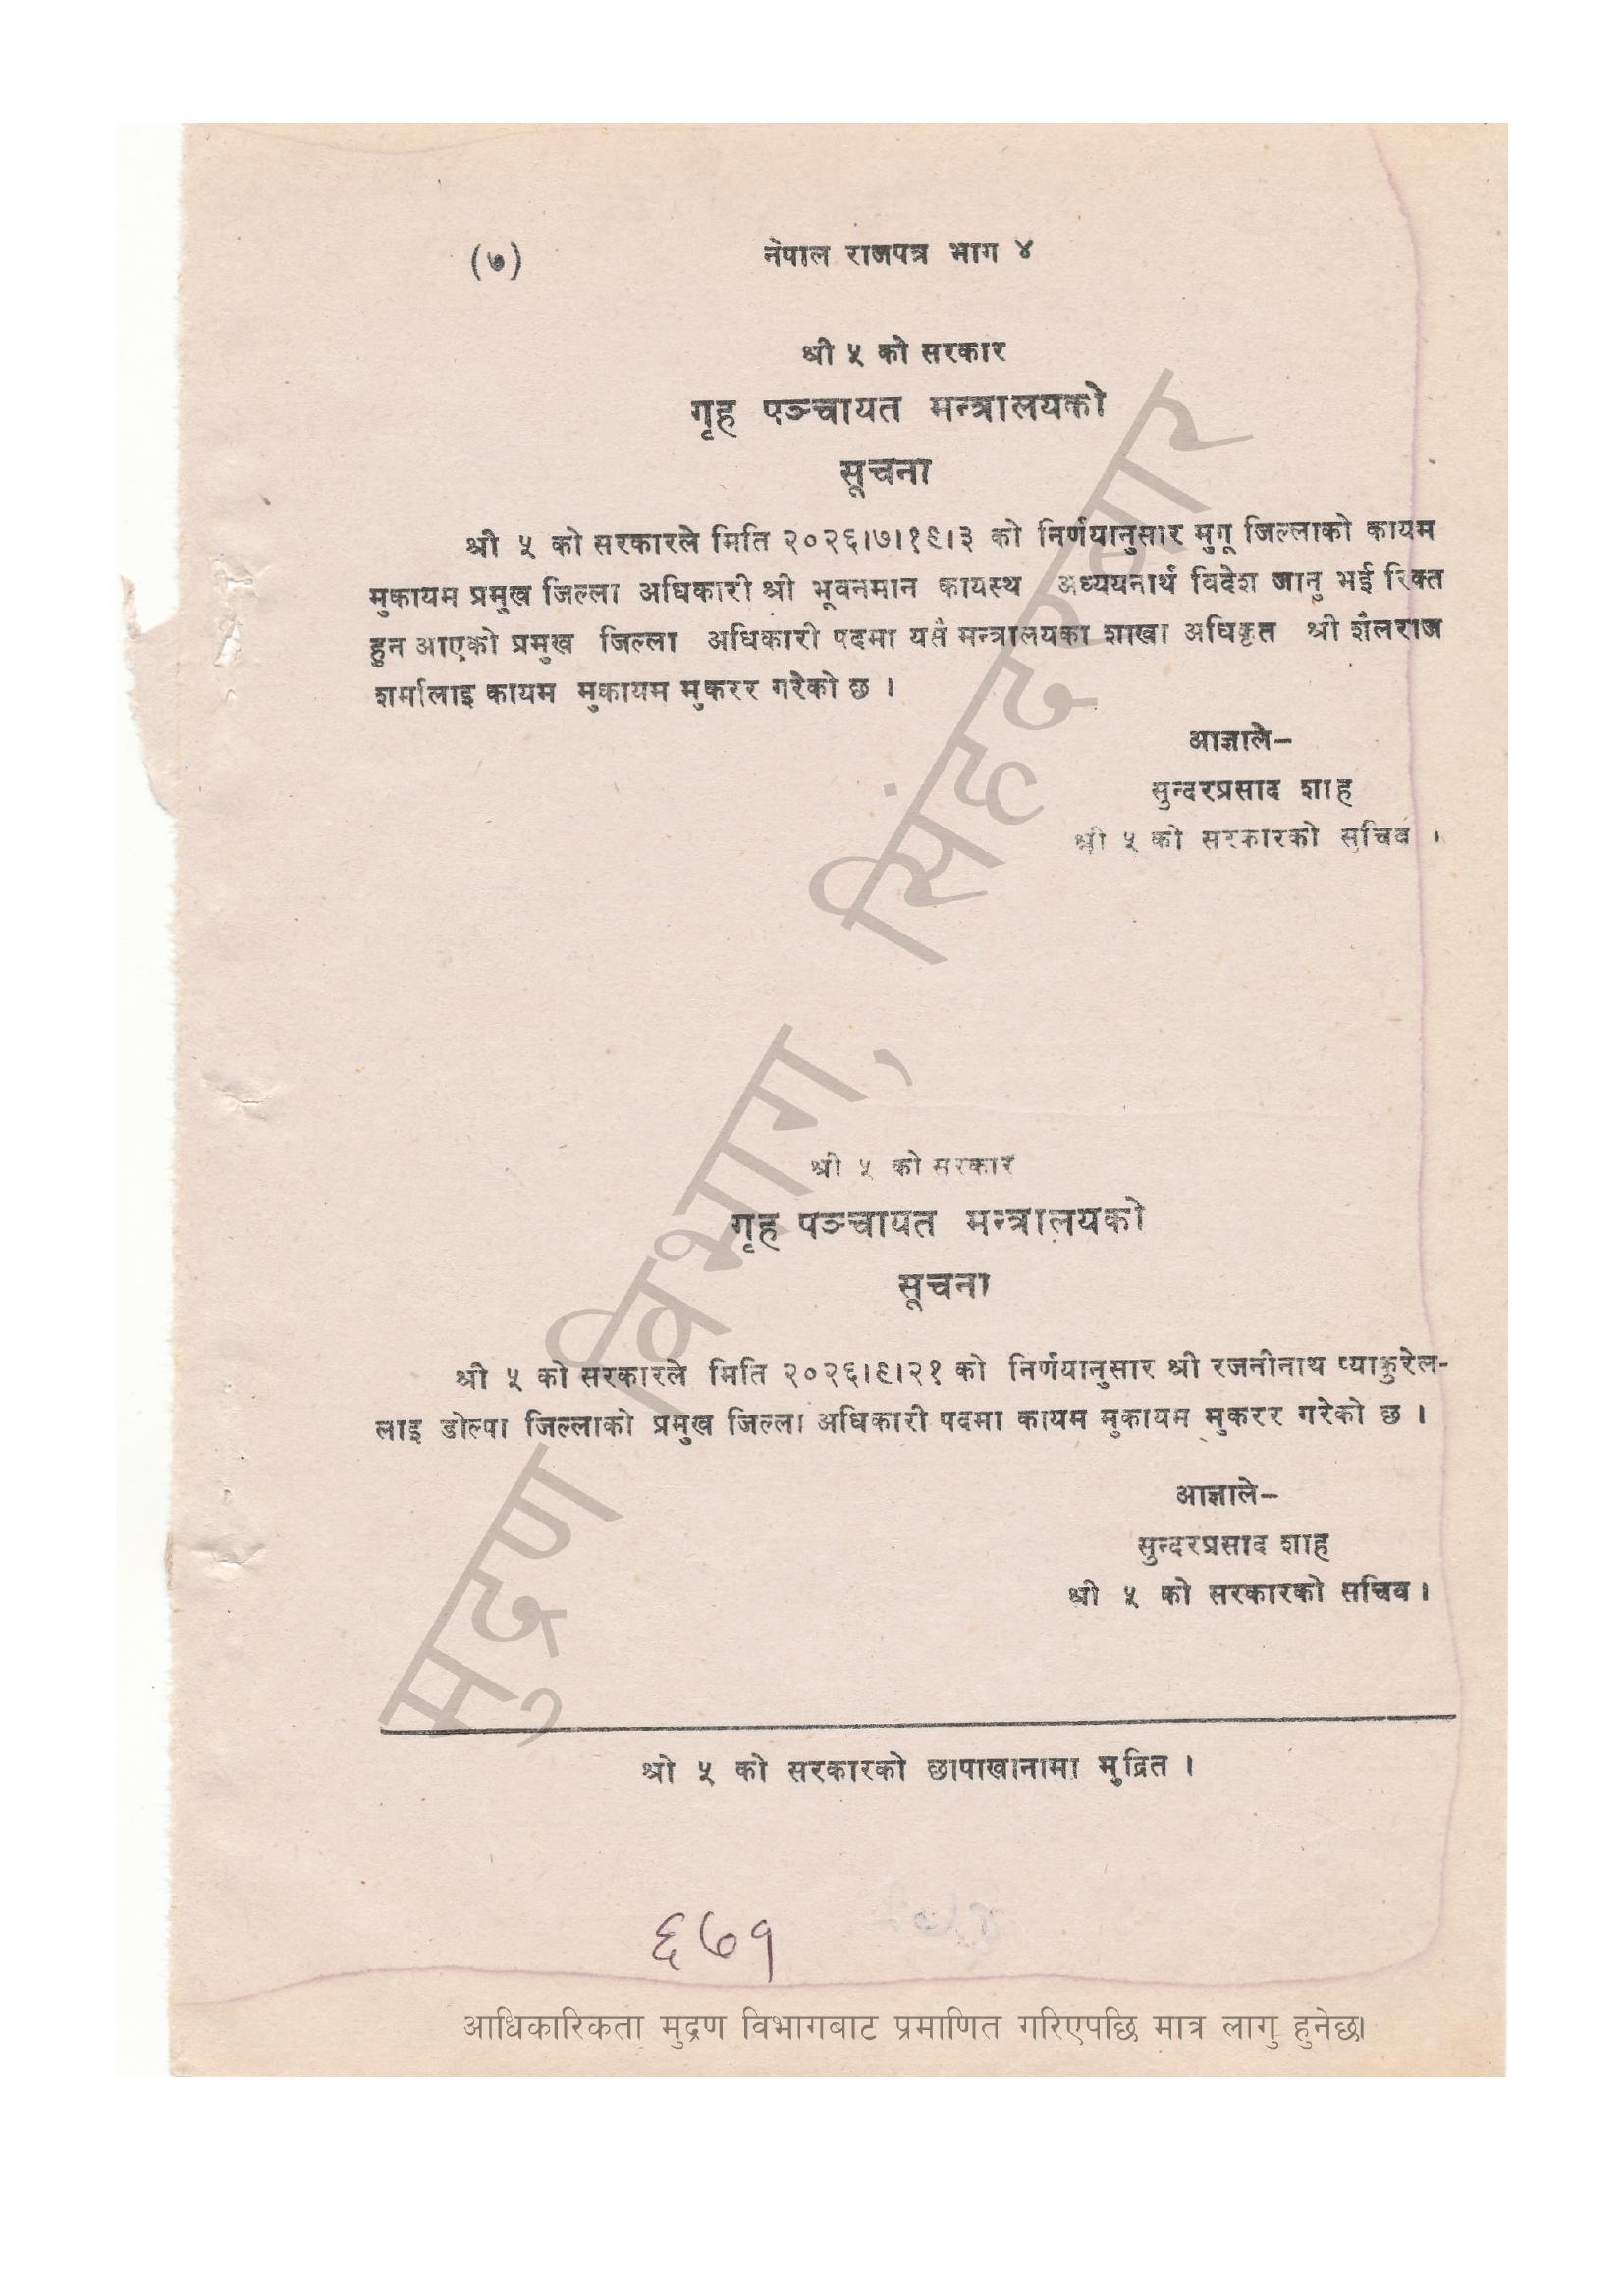 (७) नेपाल राजपत्र भाग ४
श्री ५ को सरकार
गृह पञ्चायत मन्त्रालयको
सूचना
श्री ५ को सरकारले मिति २०२६।७।१९।३ को निर्णयानुसार मुगू जिल्लाको कायम
मुकायम प्रमुख जिल्ला अधिकारी श्री भूवनमान कायस्थ अध्ययनार्थ विदेश जानु भई रिक्त
हुन आएको प्रमुख जिल्ला अधिकारी पदमा यसै मन्त्रालयका शाखा अधिकृत श्री शैलराज
शर्मालाइ कायम मुकायम मुकरर गरेको छ ।
आज्ञाले–
सुन्दरप्रसाद शाह
श्री ५ को सरकारको सचिव ।
श्री ५ को सरकार
गृह पञ्चायत मन्त्रालयको
सूचना
श्री ५ को सरकारले मिति २०२६।९।२१ को निर्णयानुसार श्री रजनीनाथ प्याकुरेल-
लाइ डोल्पा जिल्लाको प्रमुख जिल्ला अधिकारी पदमा कायम मुकायम मुकरर गरेको छ ।
आज्ञाले–
सुन्दरप्रसाद शाह
श्री ५ को सरकारको सचिव ।
श्री ५ को सरकारको छापाखानामा मुद्रित ।
६७१
मुद्रण विभाग, सिंहदरबार
आधिकारिकता मुद्रण विभागबाट प्रमाणित गरिएपछि मात्र लागु हुनेछ।